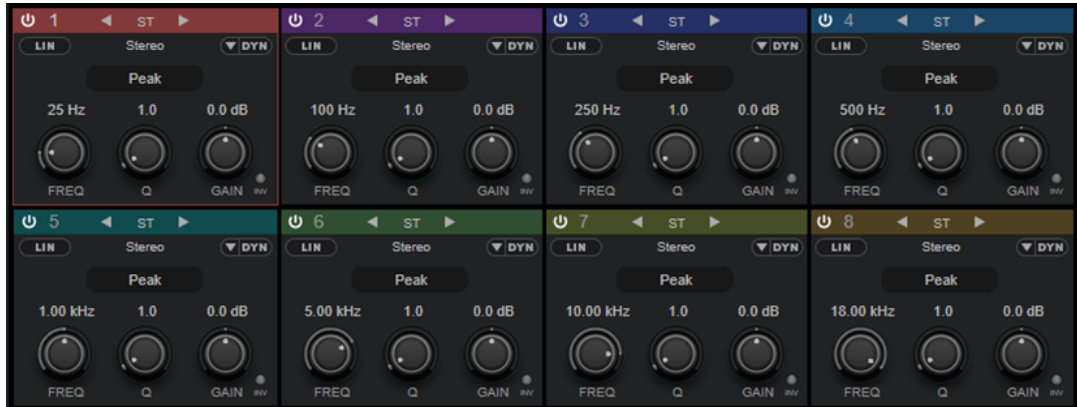 1 ST 2 ST 3 ST 4 ST
LIN Stereo DYN LIN Stereo DYN LIN Stereo DYN LIN Stereo DYN
Peak Peak Peak Peak
25 Hz 1.0 0.0 dB 100 Hz 1.0 0.0 dB 250 Hz 1.0 0.0 dB 500 Hz 1.0 0.0 dB
FREQ Q GAIN INV FREQ Q GAIN INV FREQ Q GAIN INV FREQ Q GAIN INV
5 ST 6 ST 7 ST 8 ST
LIN Stereo DYN LIN Stereo DYN LIN Stereo DYN LIN Stereo DYN
Peak Peak Peak Peak
1.00 kHz 1.0 0.0 dB 5.00 kHz 1.0 0.0 dB 10.00 kHz 1.0 0.0 dB 18.00 kHz 1.0 0.0 dB
FREQ Q GAIN INV FREQ Q GAIN INV FREQ Q GAIN INV FREQ Q GAIN INV